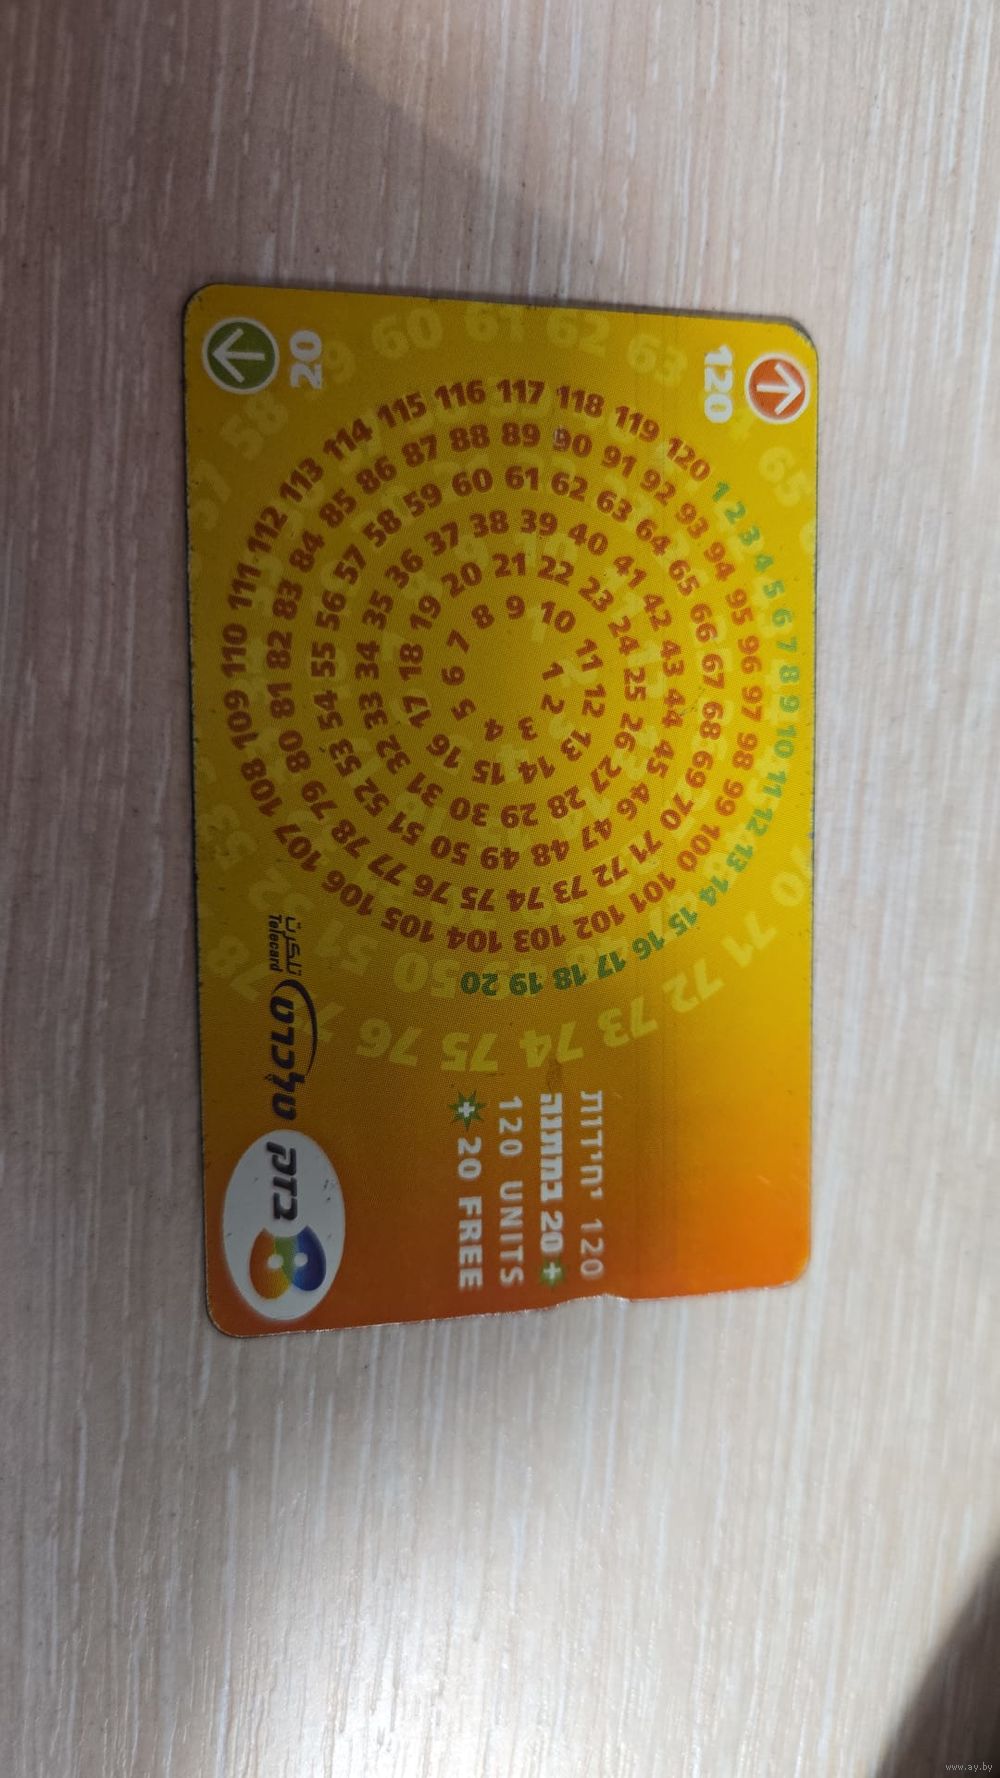 20
120
1 2 3 4 5 6 7 8 9 10 11 12 13 14 15 16 17 18 19 20 21 22 23 24 25 26 27 28 29 30 31 32 33 34 35 36 37 38 39 40 41 42 43 44 45 46 47 48 49 50 51 52 53 54 55 56 57 58 59 60 61 62 63 64 65 66 67 68 69 70 71 72 73 74 75 76 77 78 79 80 81 82 83 84 85 86 87 88 89 90 91 92 93 94 95 96 97 98 99 100 101 102 103 104 105 106 107 108 109 110 111 112 113 114 115 116 117 118 119 120
1 2 3 4 5 6 7 8 9 10 11 12 13 14 15 16 17 18 19 20
120 יחידות
+ 20 במתנה
120 UNITS
+ 20 FREE
תלכרת
Telecard
טלכרט
בזק
www.ay.by